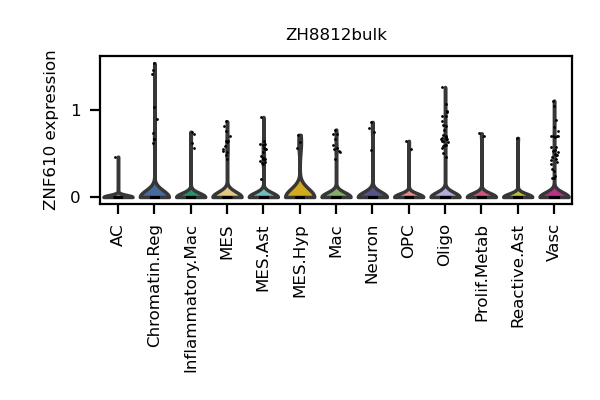 ZH8812bulk
ZNF610 expression
1
0
AC
Chromatin.Reg
Inflammatory.Mac
MES
MES.Ast
MES.Hyp
Mac
Neuron
OPC
Oligo
Prolif.Metab
Reactive.Ast
Vasc